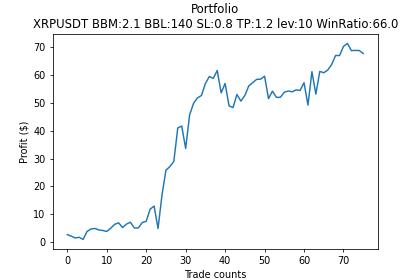 Portfolio
XRPUSDT BBM:2.1 BBL:140 SL:0.8 TP:1.2 lev:10 WinRatio:66.0
Profit ($)
70
60
50
40
30
20
10
0
0 10 20 30 40 50 60 70
Trade counts